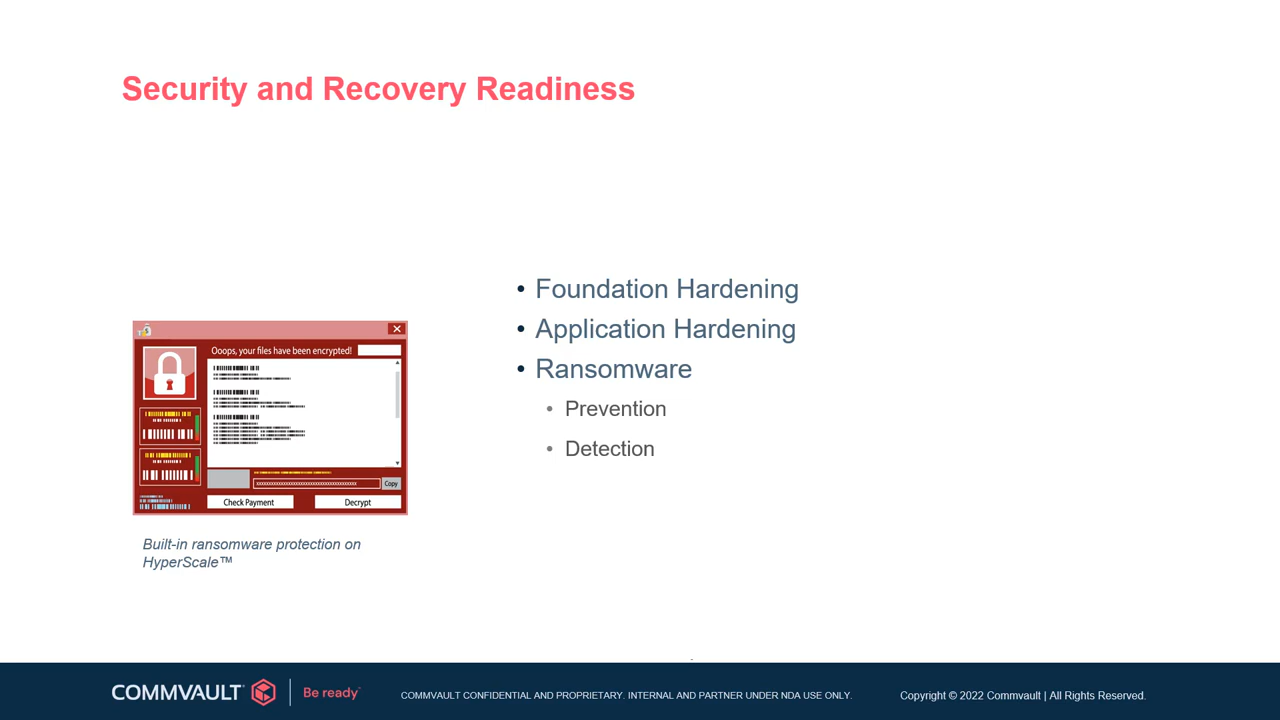 Security and Recovery Readiness
• Foundation Hardening
• Application Hardening
• Ransomware
• Prevention
• Detection
Ooops, your files have been encrypted!
Copy
Check Payment
Decrypt
Built-in ransomware protection on
HyperScale™
COMMVAULT
Be ready
COMMVAULT CONFIDENTIAL AND PROPRIETARY. INTERNAL AND PARTNER UNDER NDA USE ONLY.
Copyright © 2022 Commvault | All Rights Reserved.